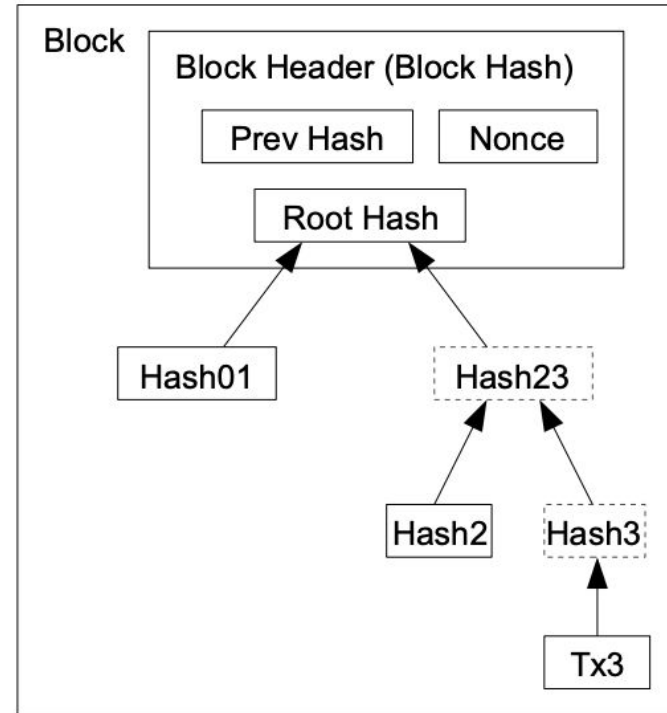 Block
Block Header (Block Hash)
Prev Hash
Nonce
Root Hash
Hash01
Hash23
Hash2
Hash3
Tx3